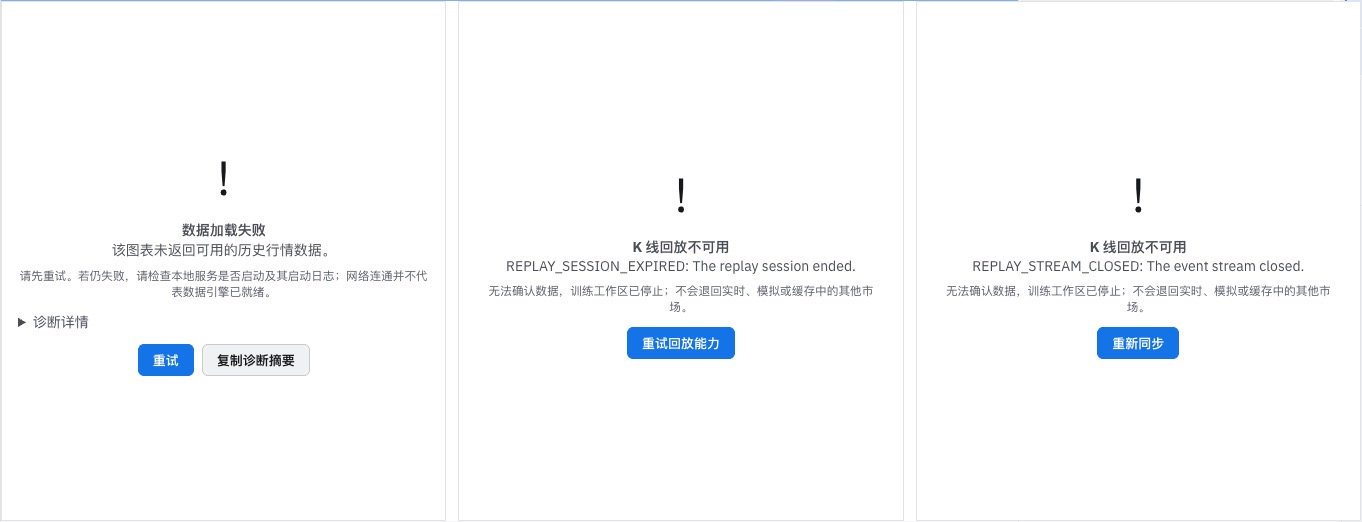 !
数据加载失败
该图表未返回可用的历史行情数据。
请先重试。若仍失败，请检查本地服务是否启动及其启动日志；网络连通并不代
表数据引擎已就绪。
▶ 诊断详情
重试
复制诊断摘要
!
K 线回放不可用
REPLAY_SESSION_EXPIRED: The replay session ended.
无法确认数据，训练工作区已停止；不会退回实时、模拟或缓存中的其他市
场。
重试回放能力
!
K 线回放不可用
REPLAY_STREAM_CLOSED: The event stream closed.
无法确认数据，训练工作区已停止；不会退回实时、模拟或缓存中的其他市
场。
重新同步